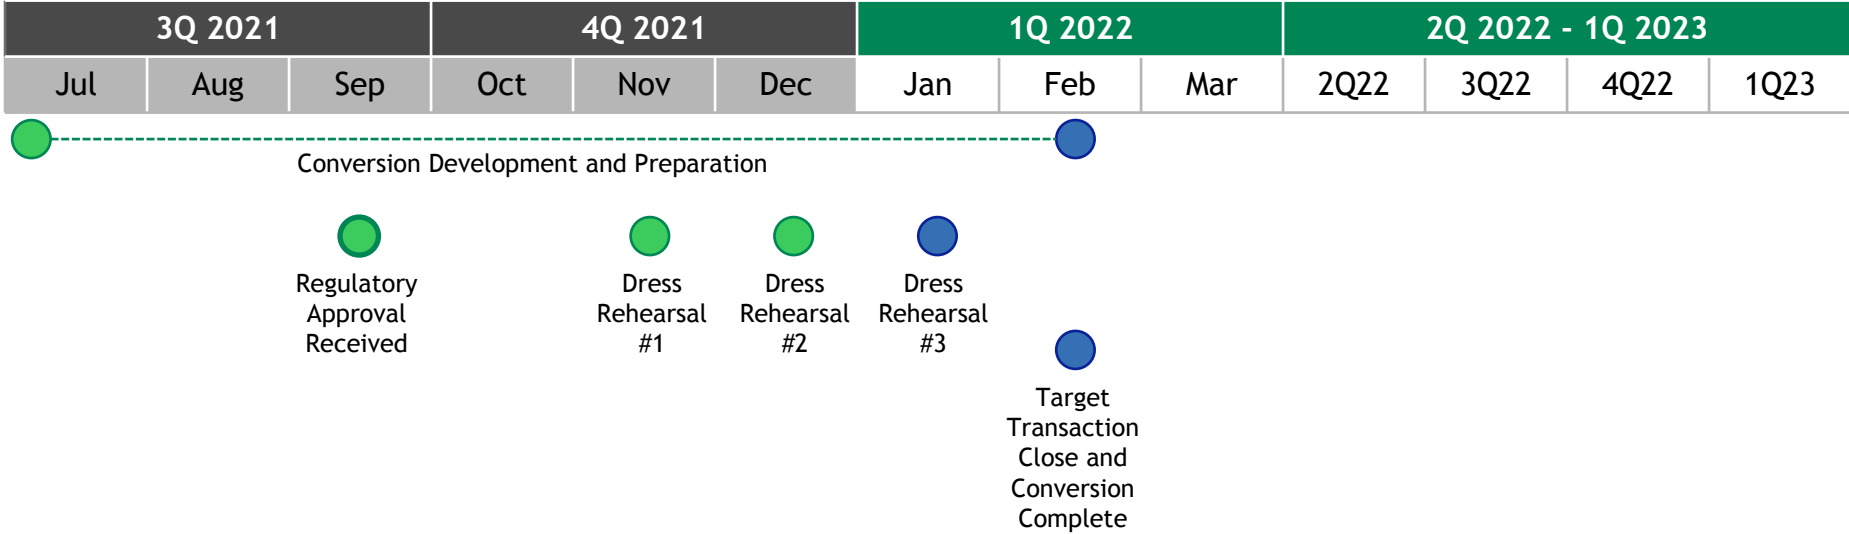 3Q 2021 4Q 2021 1Q 2022 2Q 2022 - 1Q 2023
Jul Aug Sep Oct Nov Dec Jan Feb Mar 2Q22 3Q22 4Q22 1Q23
Conversion Development and Preparation
Regulatory
Approval
Received
Dress
Rehearsal
#1
Dress
Rehearsal
#2
Dress
Rehearsal
#3
Target
Transaction
Close and
Conversion
Complete